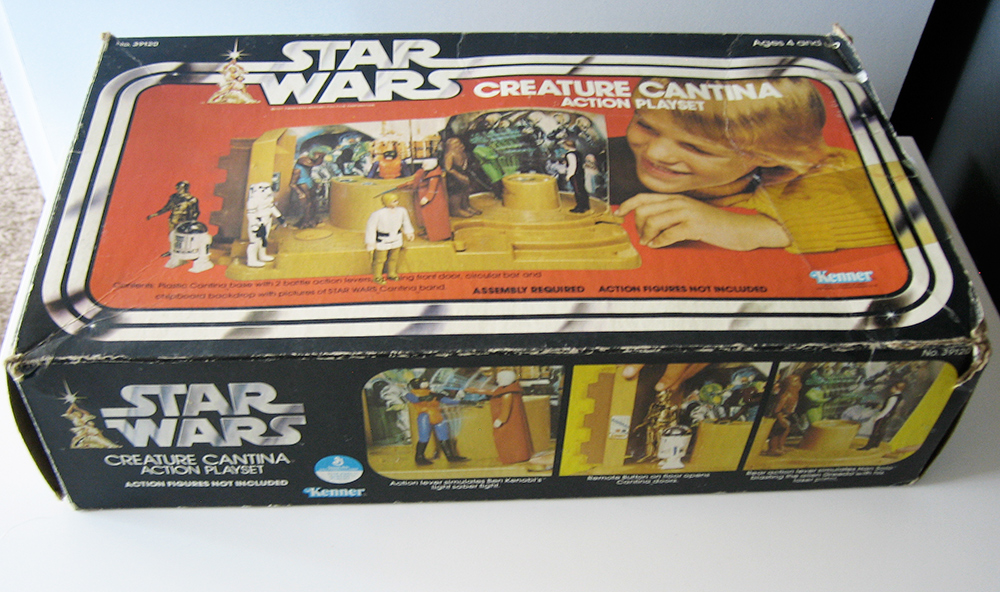 No. 39120
Ages 4 and up
STAR
WARS
CREATURE CANTINA
ACTION PLAYSET
Contents: Plastic Cantina base with 2 battle action levers, opening front door, circular bar and
chipboard backdrop with pictures of STAR WARS Cantina band.
ASSEMBLY REQUIRED ACTION FIGURES NOT INCLUDED
Kenner
No. 39120
STAR
WARS
CREATURE CANTINA
ACTION PLAYSET
ACTION FIGURES NOT INCLUDED
Kenner
Action lever simulates Ben Kenobi's
light saber fight.
Remote Button on floor opens
Cantina doors.
Rear action lever simulates Han Solo
blasting the alien Greedo with his
laser pistol.